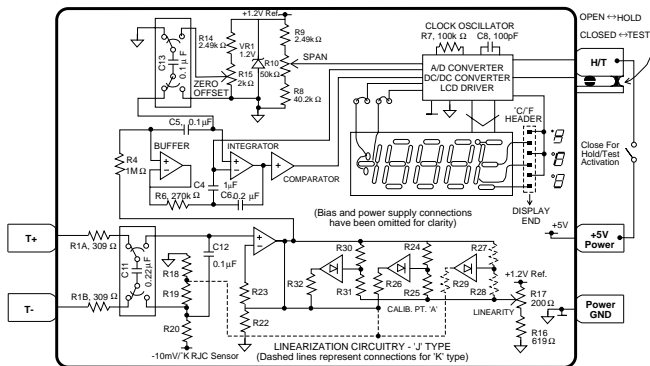 +1.2V Ref.
R14
2.49k Ω
VR1
1.2V
R9
2.49k Ω
SPAN
R10
50kΩ
R15
2kΩ
R8
40.2k Ω
ZERO
OFFSET
C13
0.1 µF
CLOCK OSCILLATOR
R7, 100k Ω
C8, 100pF
A/D CONVERTER
DC/DC CONVERTER
LCD DRIVER
OPEN ↔HOLD
CLOSED ↔TEST
H/T
°C/°F
HEADER
Close For
Hold/Test
Activation
DISPLAY
END
C5, 0.1µF
BUFFER
INTEGRATOR
COMPARATOR
R4
1MΩ
C4
1µF
R6, 270kΩ
C6, 0.2 µF
(Bias and power supply connections
have been omitted for clarity)
+5V
+5V
Power
T+
R1A, 309 Ω
C11
0.22µF
C12
0.1µF
R18
R19
R20
T-
R1B, 309 Ω
-10mV/°K RJC Sensor
R23
R22
R30
R32
R31
R24
R26
R25
CALIB. PT. 'A'
R27
R29
R28
LINEARITY
+1.2V Ref.
R17
200Ω
R16
619Ω
Power
GND
LINEARIZATION CIRCUITRY - 'J' TYPE
(Dashed lines represent connections for 'K' type)